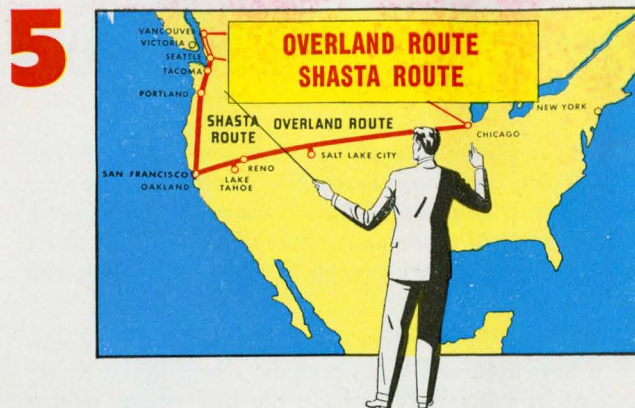 5
OVERLAND ROUTE
SHASTA ROUTE
VANCOUVER
VICTORIA
SEATTLE
TACOMA
PORTLAND
SHASTA
ROUTE
OVERLAND ROUTE
NEW YORK
CHICAGO
SALT LAKE CITY
RENO
LAKE
TAHOE
SAN FRANCISCO
OAKLAND